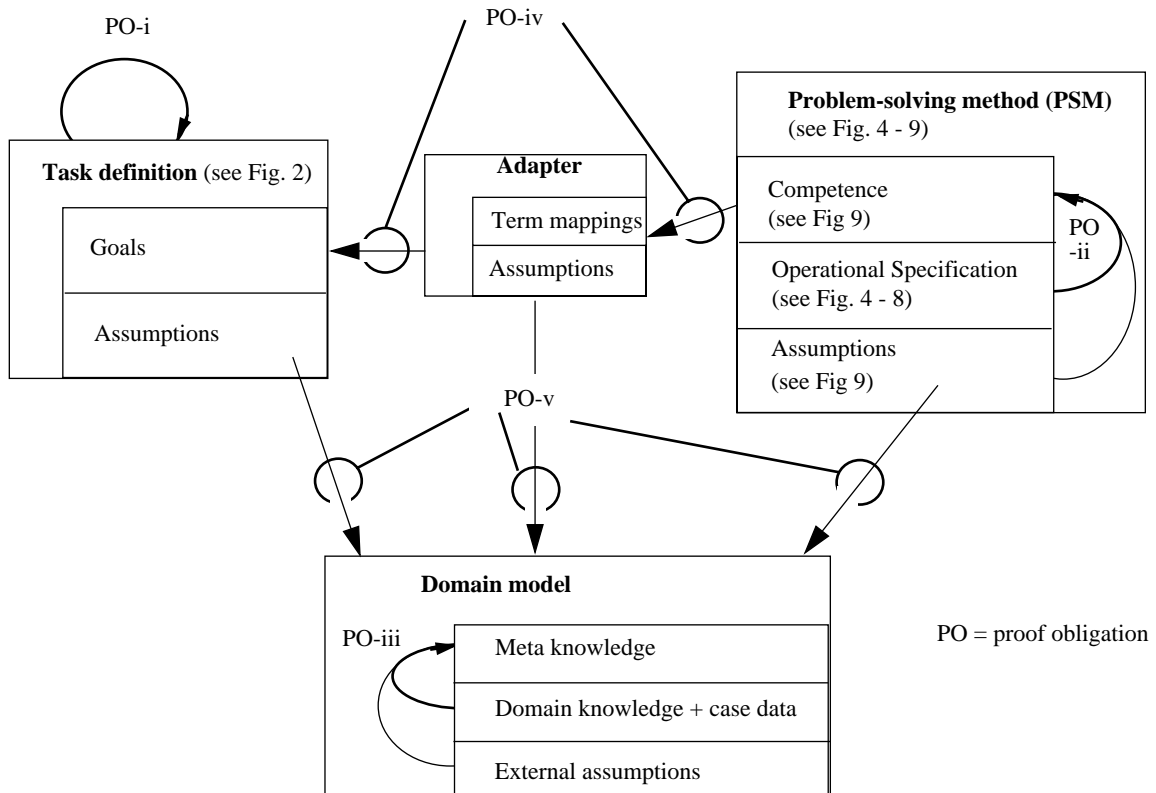 PO-i
PO-iv
Problem-solving method (PSM)
(see Fig. 4 - 9)
Task definition (see Fig. 2)
Goals
Assumptions
Adapter
Term mappings
Assumptions
Competence
(see Fig 9)
PO
-ii
Operational Specification
(see Fig. 4 - 8)
Assumptions
(see Fig 9)
PO-v
Domain model
PO-iii
Meta knowledge
PO = proof obligation
Domain knowledge + case data
External assumptions